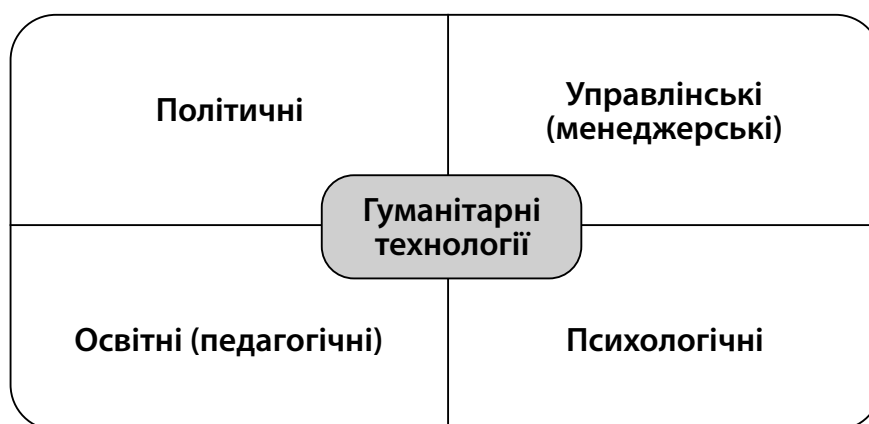 Політичні
Управлінські
(менеджерські)
Гуманітарні
технології
Освітні (педагогічні)
Психологічні